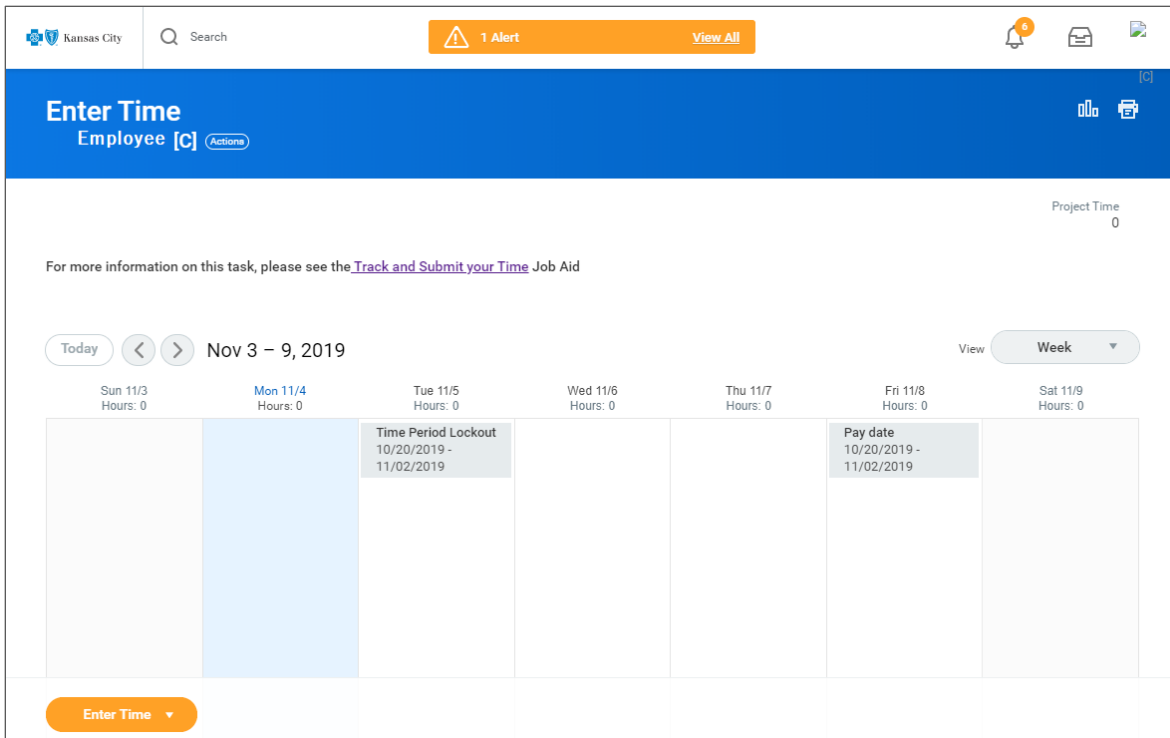 Kansas City
Search
1 Alert
View All
6
[C]
Enter Time
Employee [C] Actions
Project Time
0
For more information on this task, please see the Track and Submit your Time Job Aid
Today
Nov 3 – 9, 2019
View
Week
Sun 11/3
Hours: 0
Mon 11/4
Hours: 0
Tue 11/5
Hours: 0
Wed 11/6
Hours: 0
Thu 11/7
Hours: 0
Fri 11/8
Hours: 0
Sat 11/9
Hours: 0
Time Period Lockout
10/20/2019 -
11/02/2019
Pay date
10/20/2019 -
11/02/2019
Enter Time